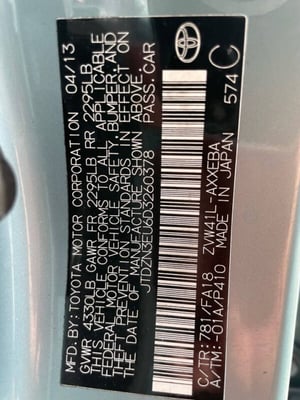 MFD.BY:TOYOTA MOTOR CORPORATION 04/13
GVWR 4330LB GAWR FR 2295LB RR 2295LB
THIS VEHICLE CONFORMS TO ALL APPLICABLE
FEDERAL MOTOR VEHICLE SAFETY, BUMPER, AND
THEFT PREVENTION STANDARDS IN EFFECT ON
THE DATE OF MANUFACTURE SHOWN ABOVE.
JTDZN3EU6D3260378 PASS.CAR
C/TR:781/FA18 ZVW41L-AXXEBA
A/TM:-01A/P410 MADE IN JAPAN
574 C
TOYOTA